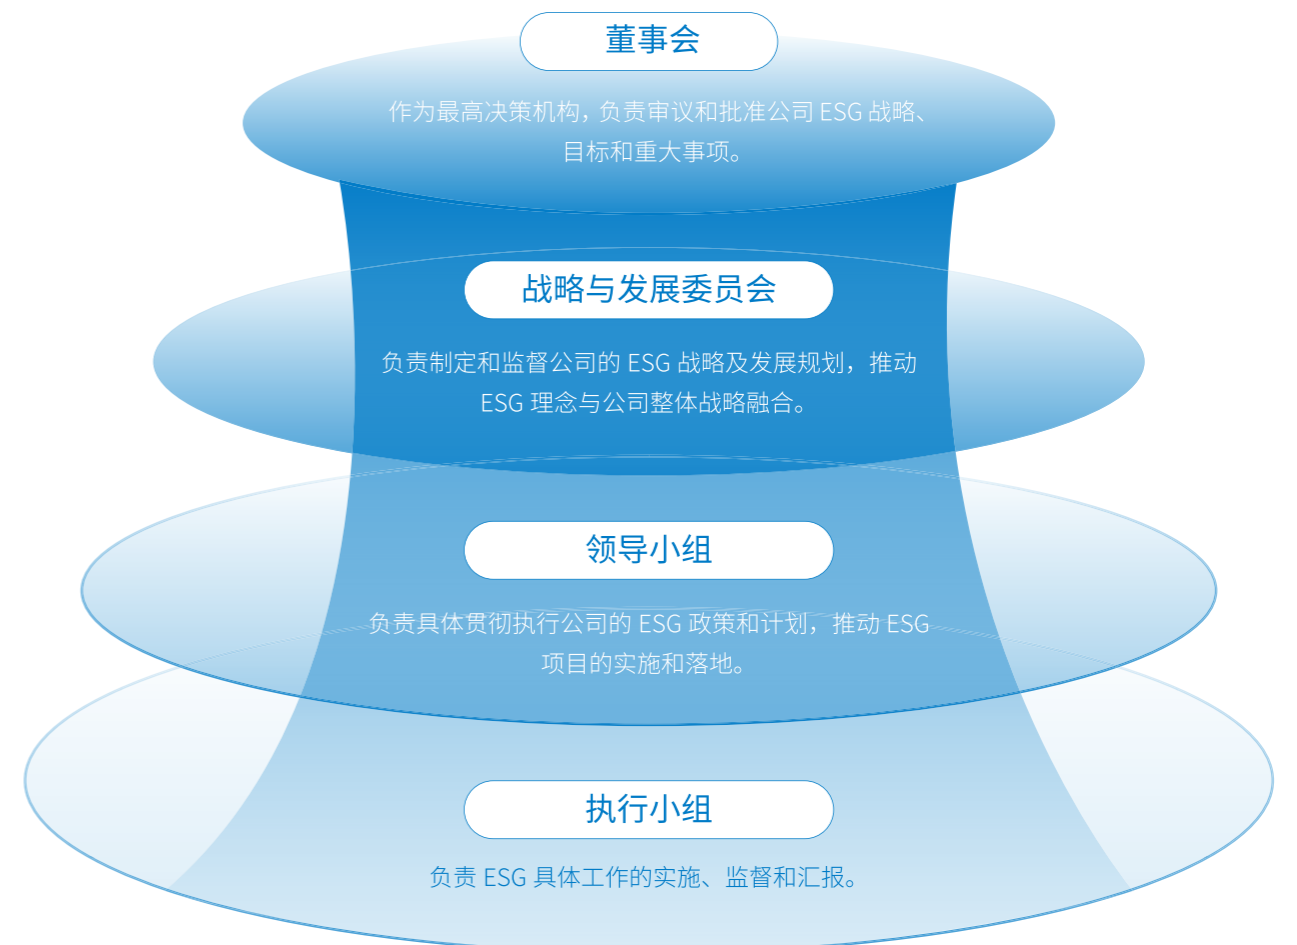 董事会
作为最高决策机构，负责审议和批准公司 ESG 战略、
目标和重大事项。
战略与发展委员会
负责制定和监督公司的 ESG 战略及发展规划，推动
ESG 理念与公司整体战略融合。
领导小组
负责具体贯彻执行公司的 ESG 政策和计划，推动 ESG
项目的实施和落地。
执行小组
负责 ESG 具体工作的实施、监督和汇报。